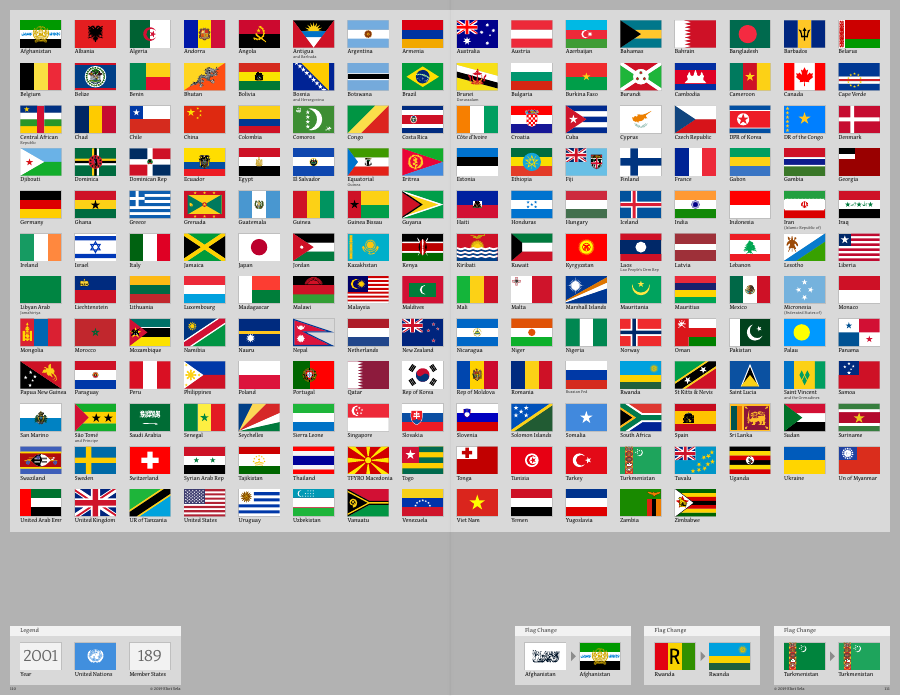 Afghanistan Albania Algeria Andorra Angola Antigua Argentina Armenia Australia Austria Azerbaijan Bahamas Bahrain Bangladesh Barbados Belarus
and Barbuda
Belgium Belize Benin Bhutan Bolivia Bosnia Botswana Brazil Brunei Bulgaria Burkina Faso Burundi Cambodia Cameroon Canada Cape Verde
and Herzegovina Darussalam
Central African Chad Chile China Colombia Comoros Congo Costa Rica Côte d'Ivoire Croatia Cuba Cyprus Czech Republic DPR of Korea DR of the Congo Denmark
Republic
Djibouti Dominica Dominican Rep Ecuador Egypt El Salvador Equatorial Eritrea Estonia Ethiopia Fiji Finland France Gabon Gambia Georgia
Guinea
Germany Ghana Greece Grenada Guatemala Guinea Guinea Bissau Guyana Haiti Honduras Hungary Iceland India Indonesia Iran Iraq
(Islamic Republic of)
Ireland Israel Italy Jamaica Japan Jordan Kazakhstan Kenya Kiribati Kuwait Kyrgyzstan Laos Latvia Lebanon Lesotho Liberia
Lao People's Dem Rep
Libyan Arab Liechtenstein Lithuania Luxembourg Madagascar Malawi Malaysia Maldives Mali Malta Marshall Islands Mauritania Mauritius Mexico Micronesia Monaco
Jamahiriya (Federated States of)
Mongolia Morocco Mozambique Namibia Nauru Nepal Netherlands New Zealand Nicaragua Niger Nigeria Norway Oman Pakistan Palau Panama
Papua New Guinea Paraguay Peru Philippines Poland Portugal Qatar Rep of Korea Rep of Moldova Romania Russian Fed Rwanda St Kitts & Nevis Saint Lucia Saint Vincent Samoa
and the Grenadines
San Marino São Tomé Saudi Arabia Senegal Seychelles Sierra Leone Singapore Slovakia Slovenia Solomon Islands Somalia South Africa Spain Sri Lanka Sudan Suriname
and Príncipe
Swaziland Sweden Switzerland Syrian Arab Rep Tajikistan Thailand TFYRO Macedonia Togo Tonga Tunisia Turkey Turkmenistan Tuvalu Uganda Ukraine Un of Myanmar
United Arab Emr United Kingdom UR of Tanzania United States Uruguay Uzbekistan Vanuatu Venezuela Viet Nam Yemen Yugoslavia Zambia Zimbabwe
Legend
2001 189
Year United Nations Member States
Flag Change
Afghanistan Afghanistan
Flag Change
R
Rwanda Rwanda
Flag Change
Turkmenistan Turkmenistan